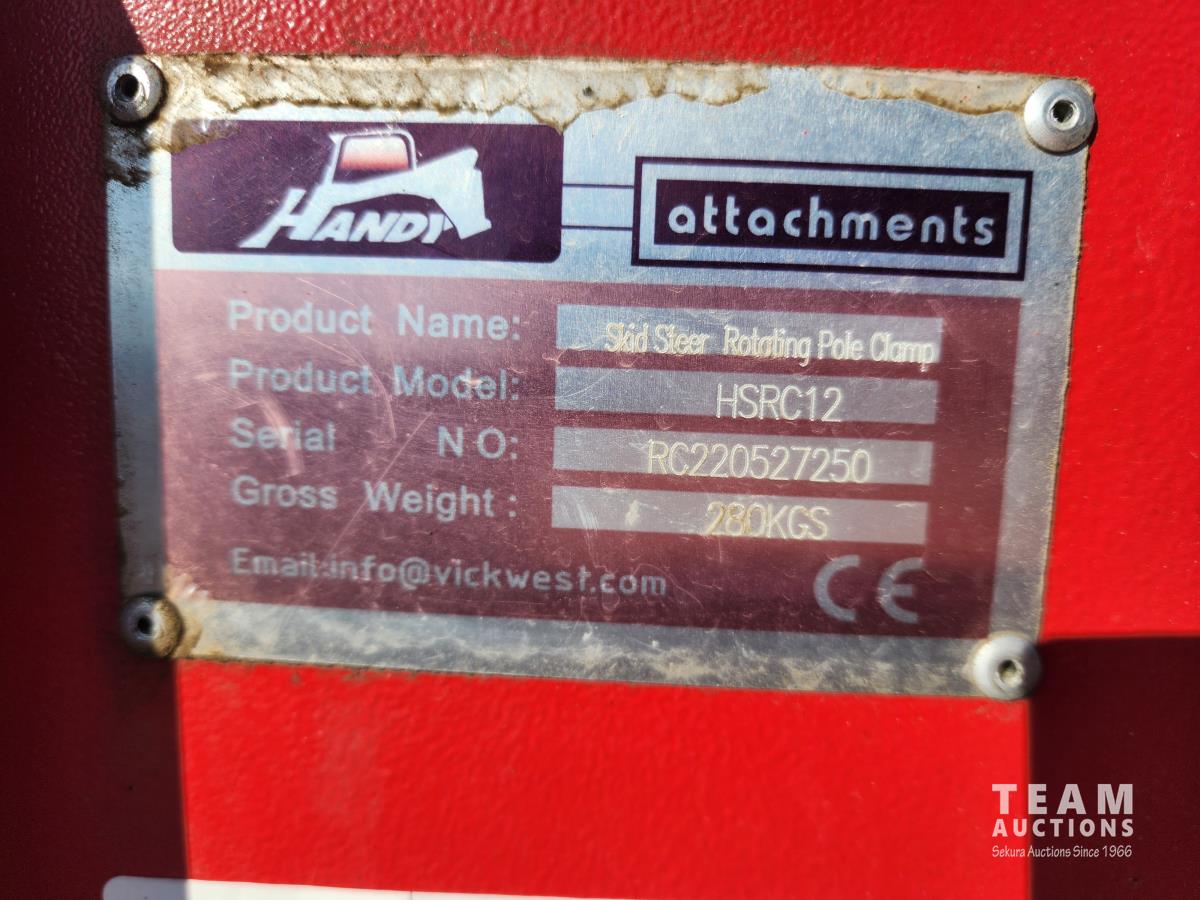 HANDY
attachments
Product Name: Skid Steer Rotating Pole Clamp
Product Model: HSRC12
Serial NO: RC220527250
Gross Weight: 280KGS
Email:info@vickwest.com
CE
TEAM
AUCTIONS
Sekura Auctions Since 1966